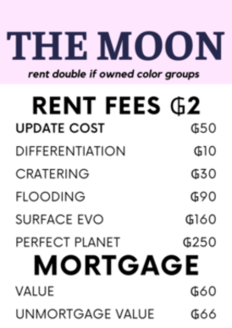 THE MOON
rent double if owned color groups
RENT FEES ₲2
UPDATE COST ₲50
DIFFERENTIATION ₲10
CRATERING ₲30
FLOODING ₲90
SURFACE EVO ₲160
PERFECT PLANET ₲250
MORTGAGE
VALUE ₲60
UNMORTGAGE VALUE ₲66